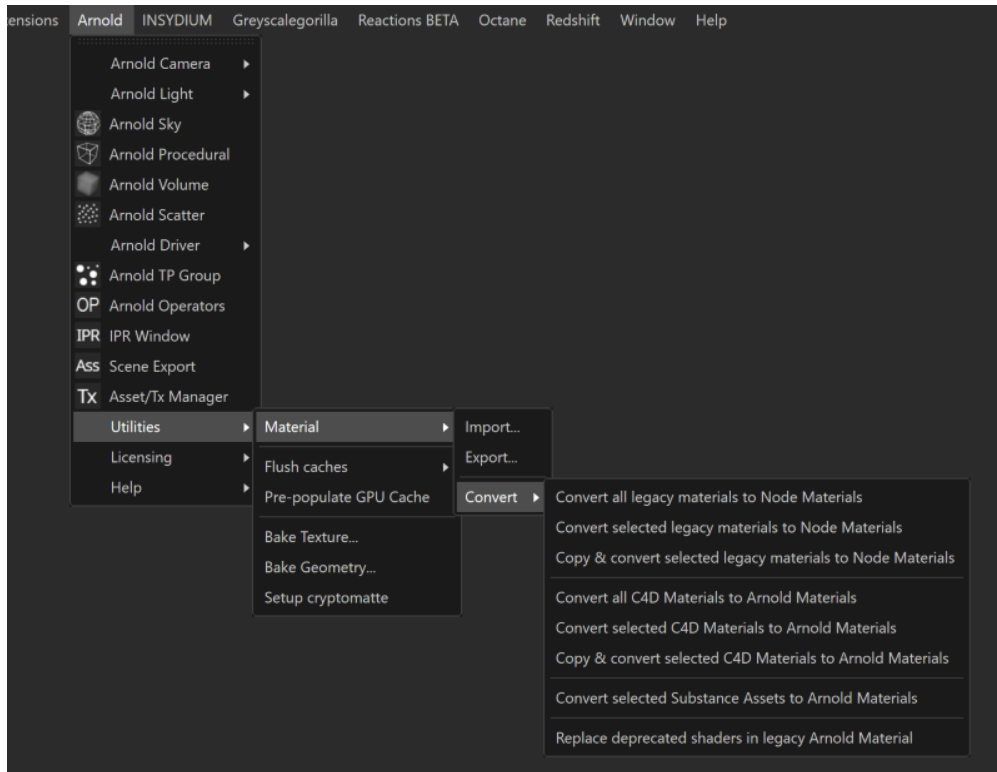 ensions Arnold INSYDIUM Greyscalegorilla Reactions BETA Octane Redshift Window Help
Arnold Camera
Arnold Light
Arnold Sky
Arnold Procedural
Arnold Volume
Arnold Scatter
Arnold Driver
Arnold TP Group
OP Arnold Operators
IPR IPR Window
Ass Scene Export
Tx Asset/Tx Manager
Utilities
Licensing
Help
Material
Flush caches
Pre-populate GPU Cache
Bake Texture...
Bake Geometry...
Setup cryptomatte
Import...
Export...
Convert
Convert all legacy materials to Node Materials
Convert selected legacy materials to Node Materials
Copy & convert selected legacy materials to Node Materials
Convert all C4D Materials to Arnold Materials
Convert selected C4D Materials to Arnold Materials
Copy & convert selected C4D Materials to Arnold Materials
Convert selected Substance Assets to Arnold Materials
Replace deprecated shaders in legacy Arnold Material